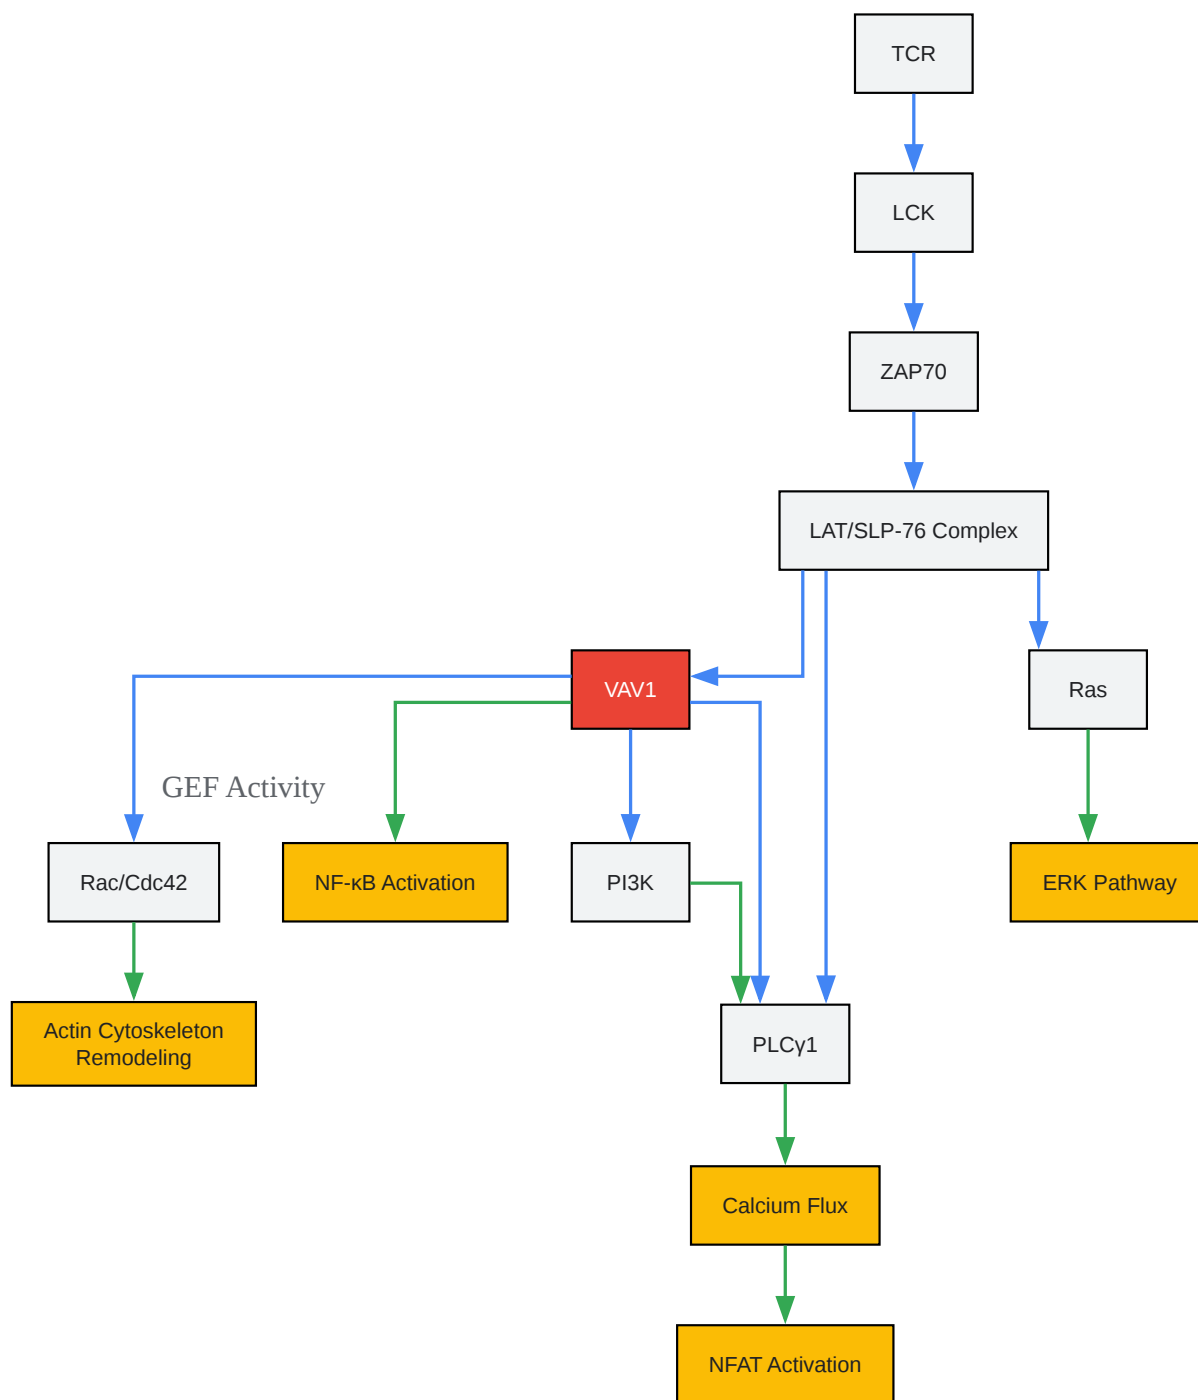 TCR
LCK
ZAP70
LAT/SLP-76 Complex
VAV1
Ras
GEF Activity
Rac/Cdc42
NF-κB Activation
PI3K
ERK Pathway
Actin Cytoskeleton
Remodeling
PLCγ1
Calcium Flux
NFAT Activation